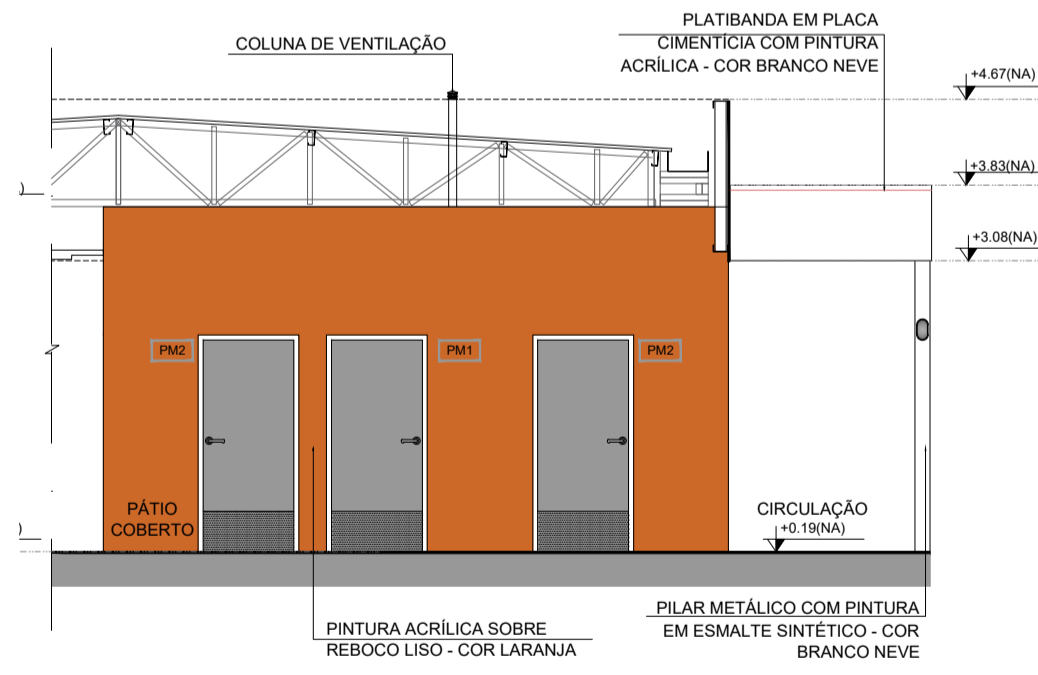 COLUNA DE VENTILAÇÃO
PLATIBANDA EM PLACA
CIMENTÍCIA COM PINTURA
ACRÍLICA - COR BRANCO NEVE
+4.67(NA)
+3.83(NA)
+3.08(NA)
)
PM2
PM1
PM2
PÁTIO
COBERTO
)
CIRCULAÇÃO
+0.19(NA)
PINTURA ACRÍLICA SOBRE
REBOCO LISO - COR LARANJA
PILAR METÁLICO COM PINTURA
EM ESMALTE SINTÉTICO - COR
BRANCO NEVE